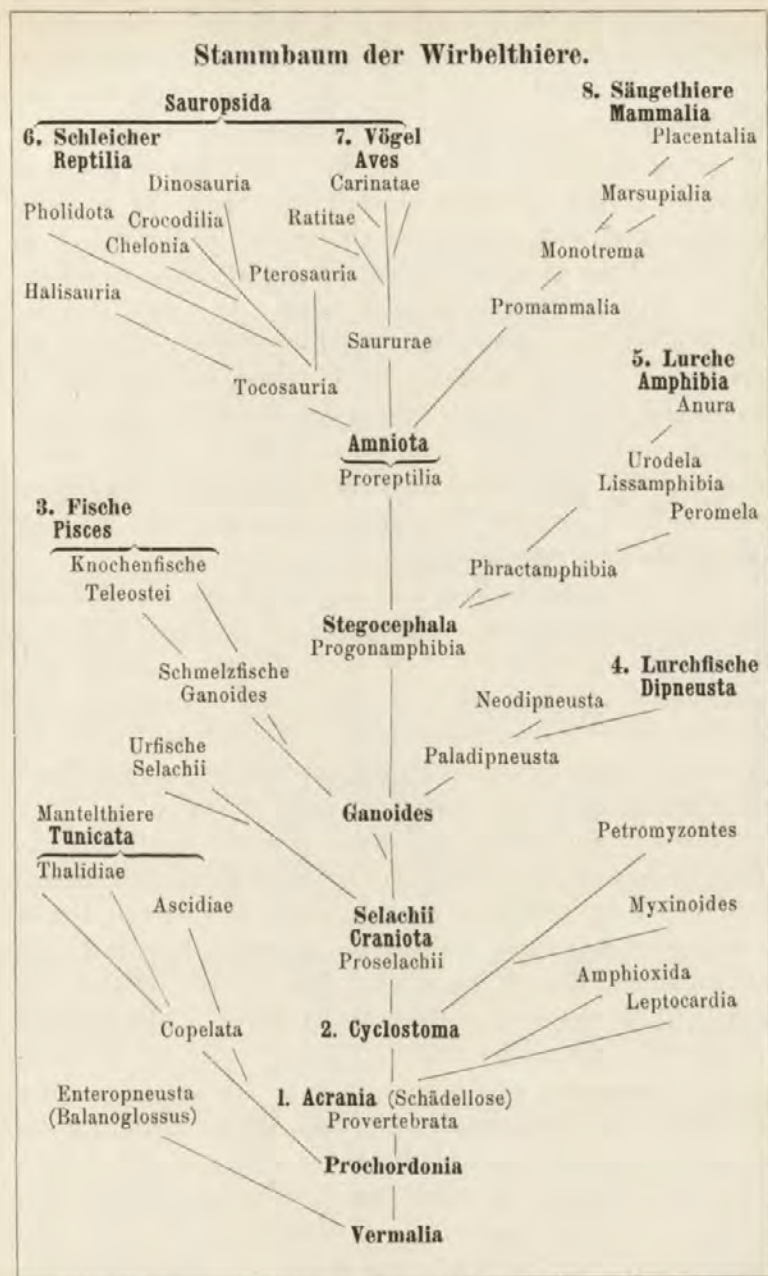 Stammbaum der Wirbelthiere.
Sauropsida
6. Schleicher
Reptilia
7. Vögel
Aves
8. Säugethiere
Mammalia
Placentalia
Dinosauria
Carinatae
Marsupialia
Pholidota
Crocodilia
Ratitae
Chelonia
Monotrema
Pterosauria
Halisauria
Promammalia
Saururae
5. Lurche
Amphibia
Tocosauria
Anura
Amniota
Proreptilia
Urodela
Lissamphibia
3. Fische
Pisces
Peromela
Knochenfische
Teleostei
Phractamphibia
Stegocephala
Progonamphibia
Schmelzfische
Ganoides
4. Lurchfische
Dipneusta
Neodipneusta
Urfische
Selachii
Paladipneusta
Mantelthiere
Tunicata
Ganoides
Petromyzontes
Thalidiae
Ascidiae
Selachii
Craniota
Proselachii
Myxinoides
Amphioxida
Leptocardia
Copelata
2. Cyclostoma
Enteropneusta
(Balanoglossus)
1. Acrania (Schädellose)
Provertebrata
Prochordonia
Vermalia